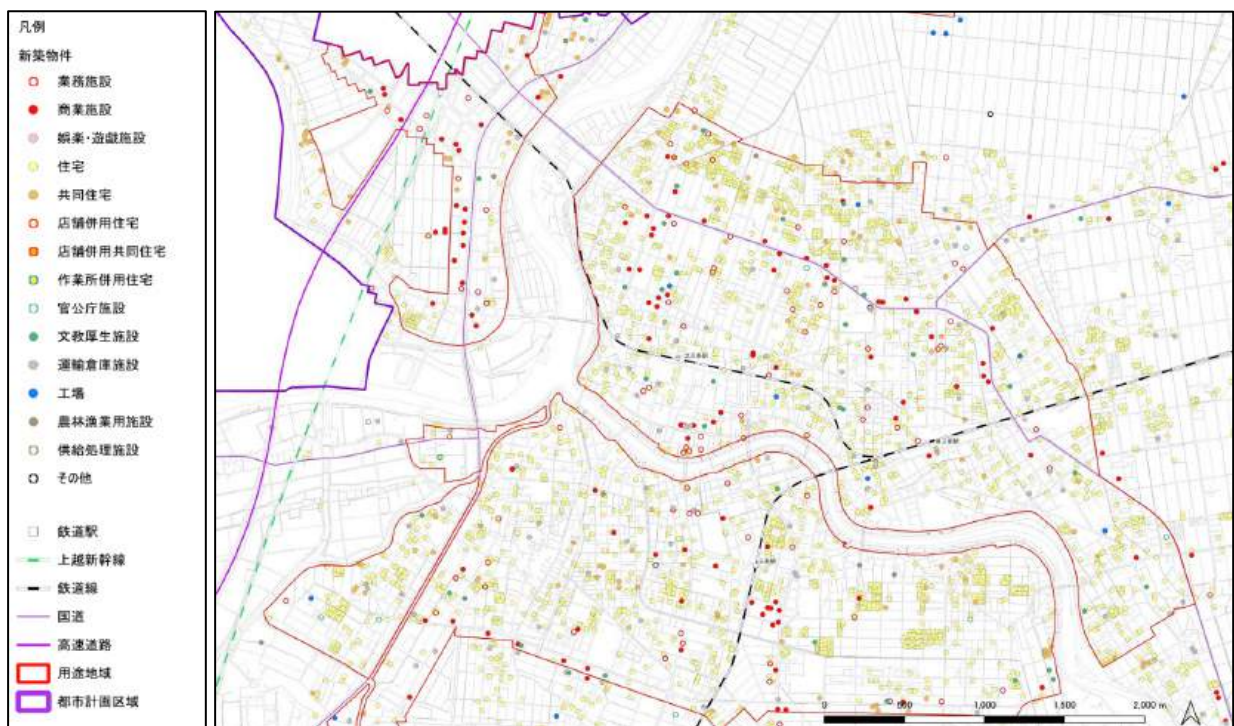 凡例
新築物件
業務施設
商業施設
娯楽・遊戯施設
住宅
共同住宅
店舗併用住宅
店舗併用共同住宅
作業所併用住宅
官公庁施設
文教厚生施設
運輸倉庫施設
工場
農林漁業用施設
供給処理施設
その他
鉄道駅
上越新幹線
鉄道線
国道
高速道路
用途地域
都市計画区域
0 500 1,000 1,500 2,000 m